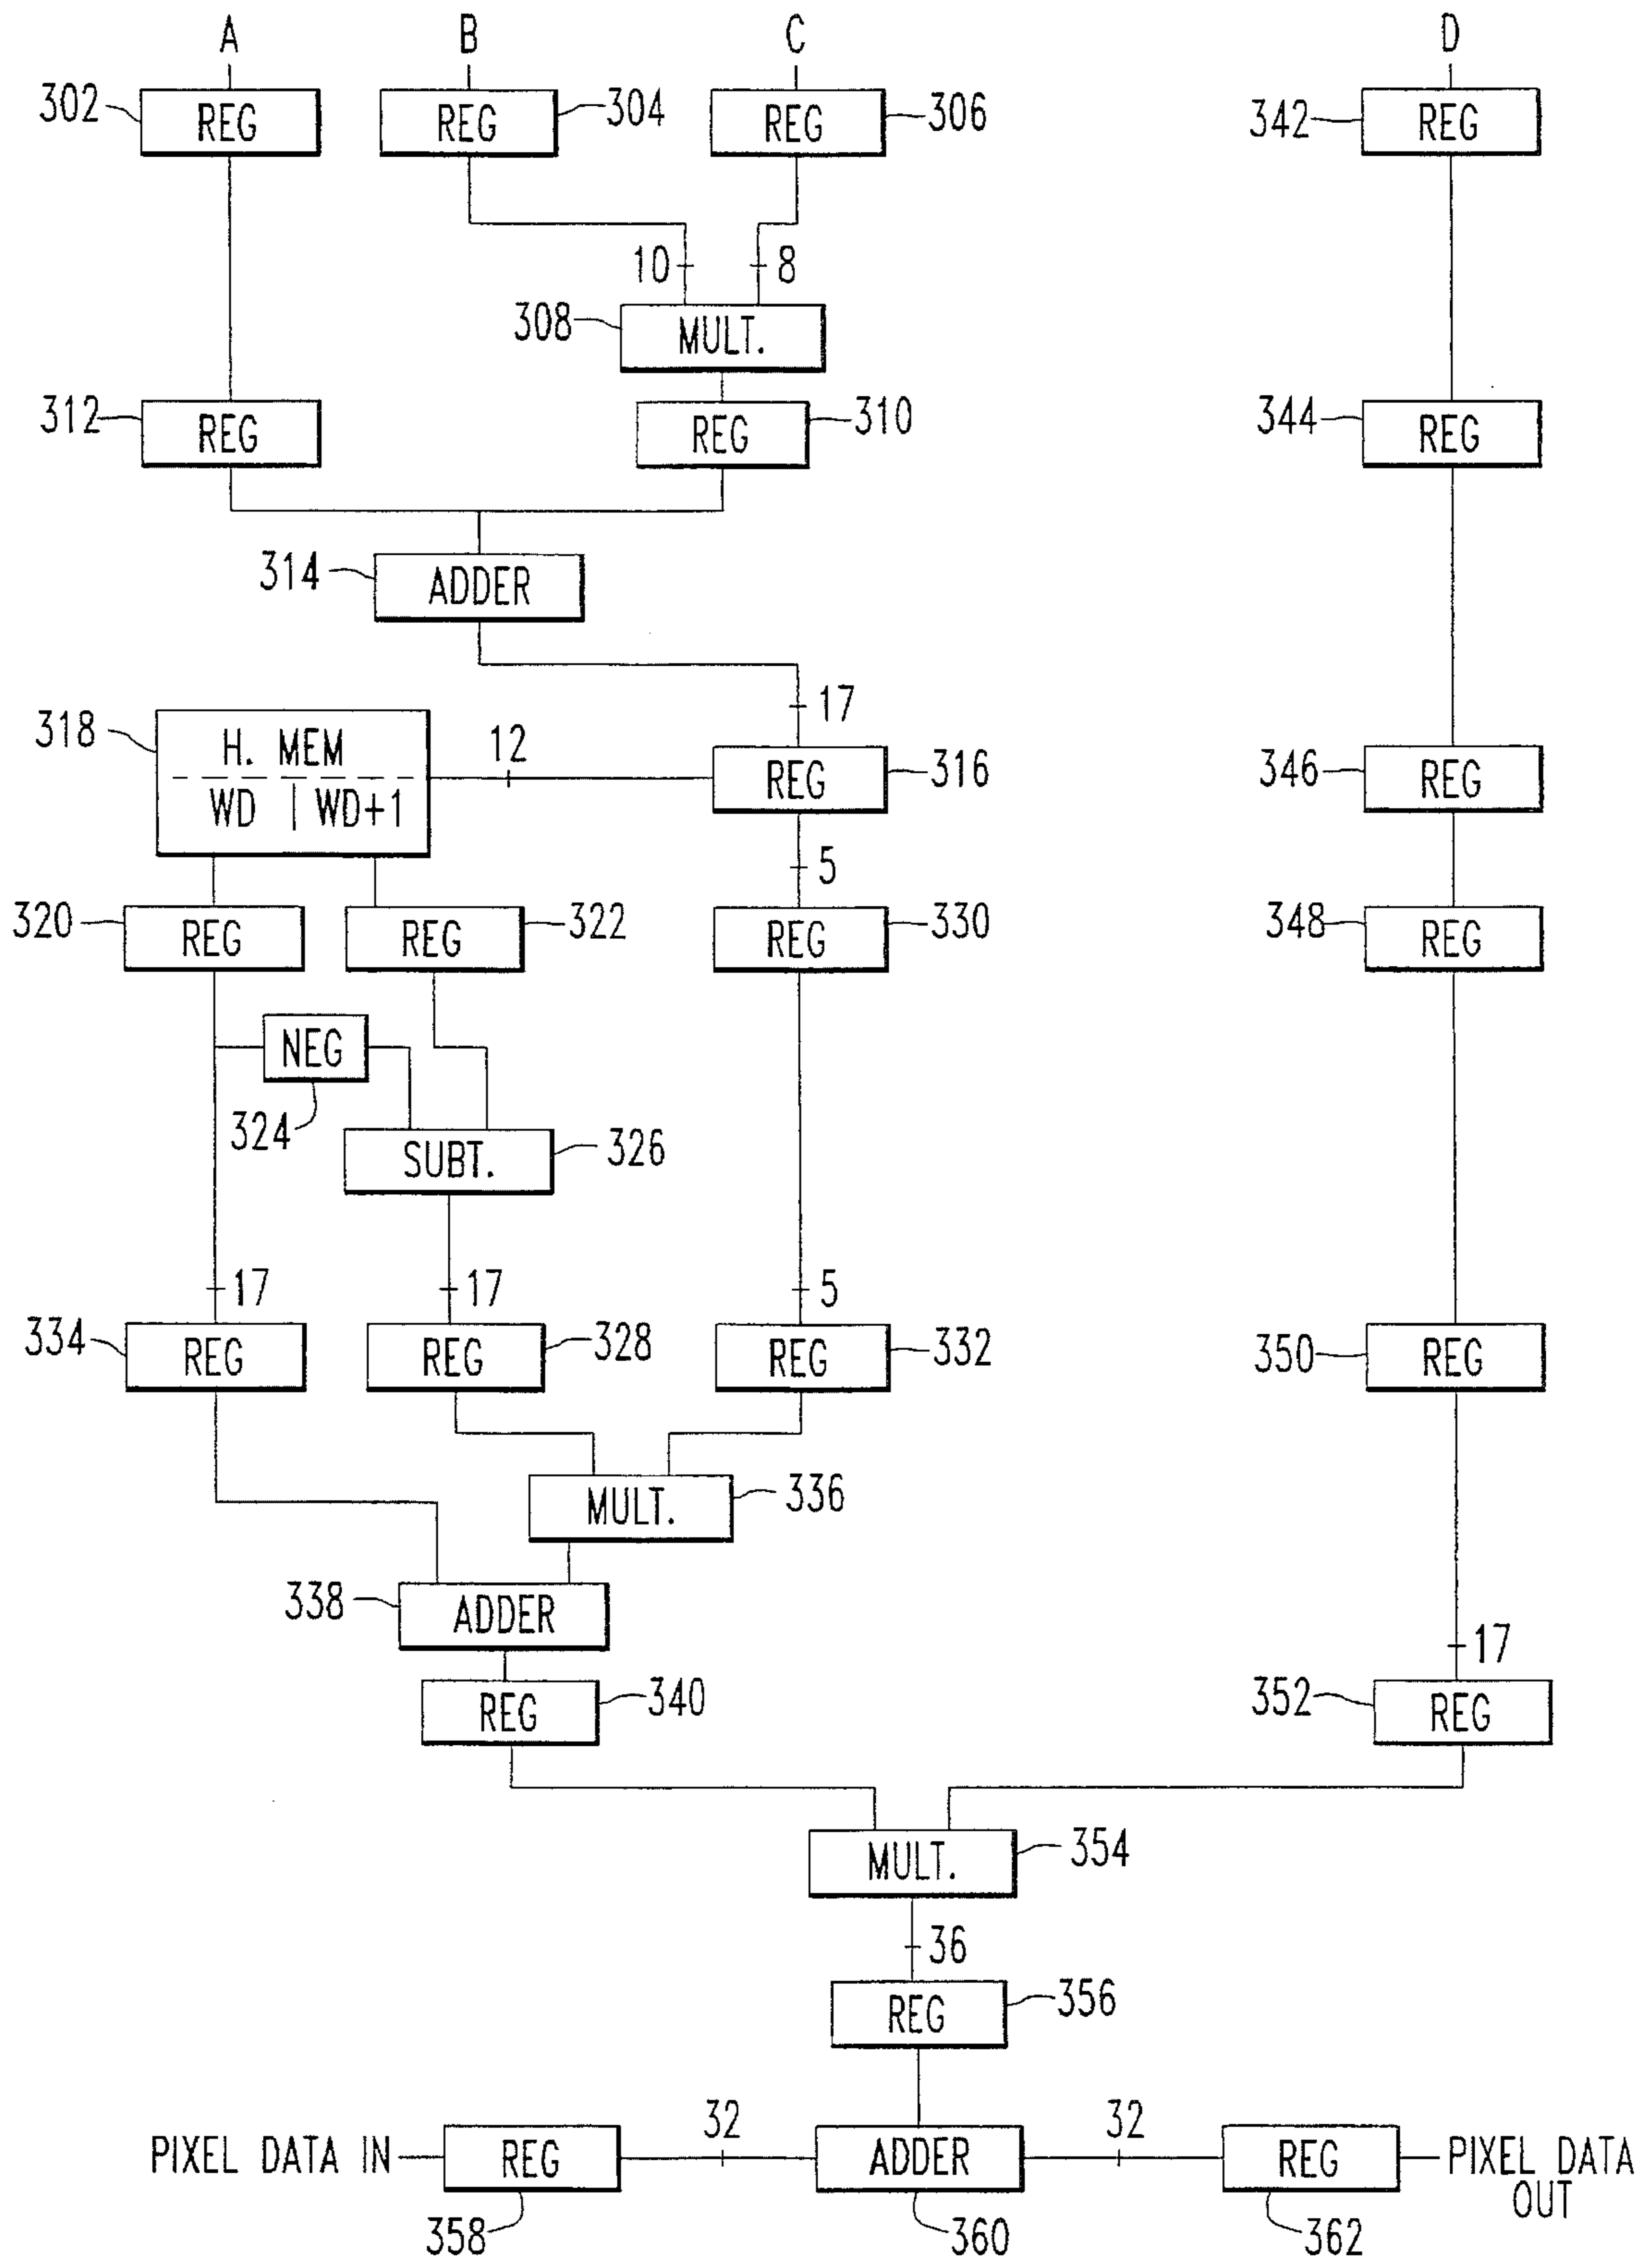 A B C D
302 REG REG 304 REG 306 342 REG
10 8
308 MULT.
312 REG REG 310 344 REG
314 ADDER
17
318 H. MEM 12 REG 316 346 REG
WD WD+1
5
320 REG REG 322 REG 330 348 REG
NEG
324 SUBT. 326
17 17 5
334 REG REG 328 REG 332 350 REG
MULT. 336
338 ADDER
17
REG 340 352 REG
MULT. 354
36
REG 356
32 32
PIXEL DATA IN REG ADDER REG PIXEL DATA
OUT
358 360 362